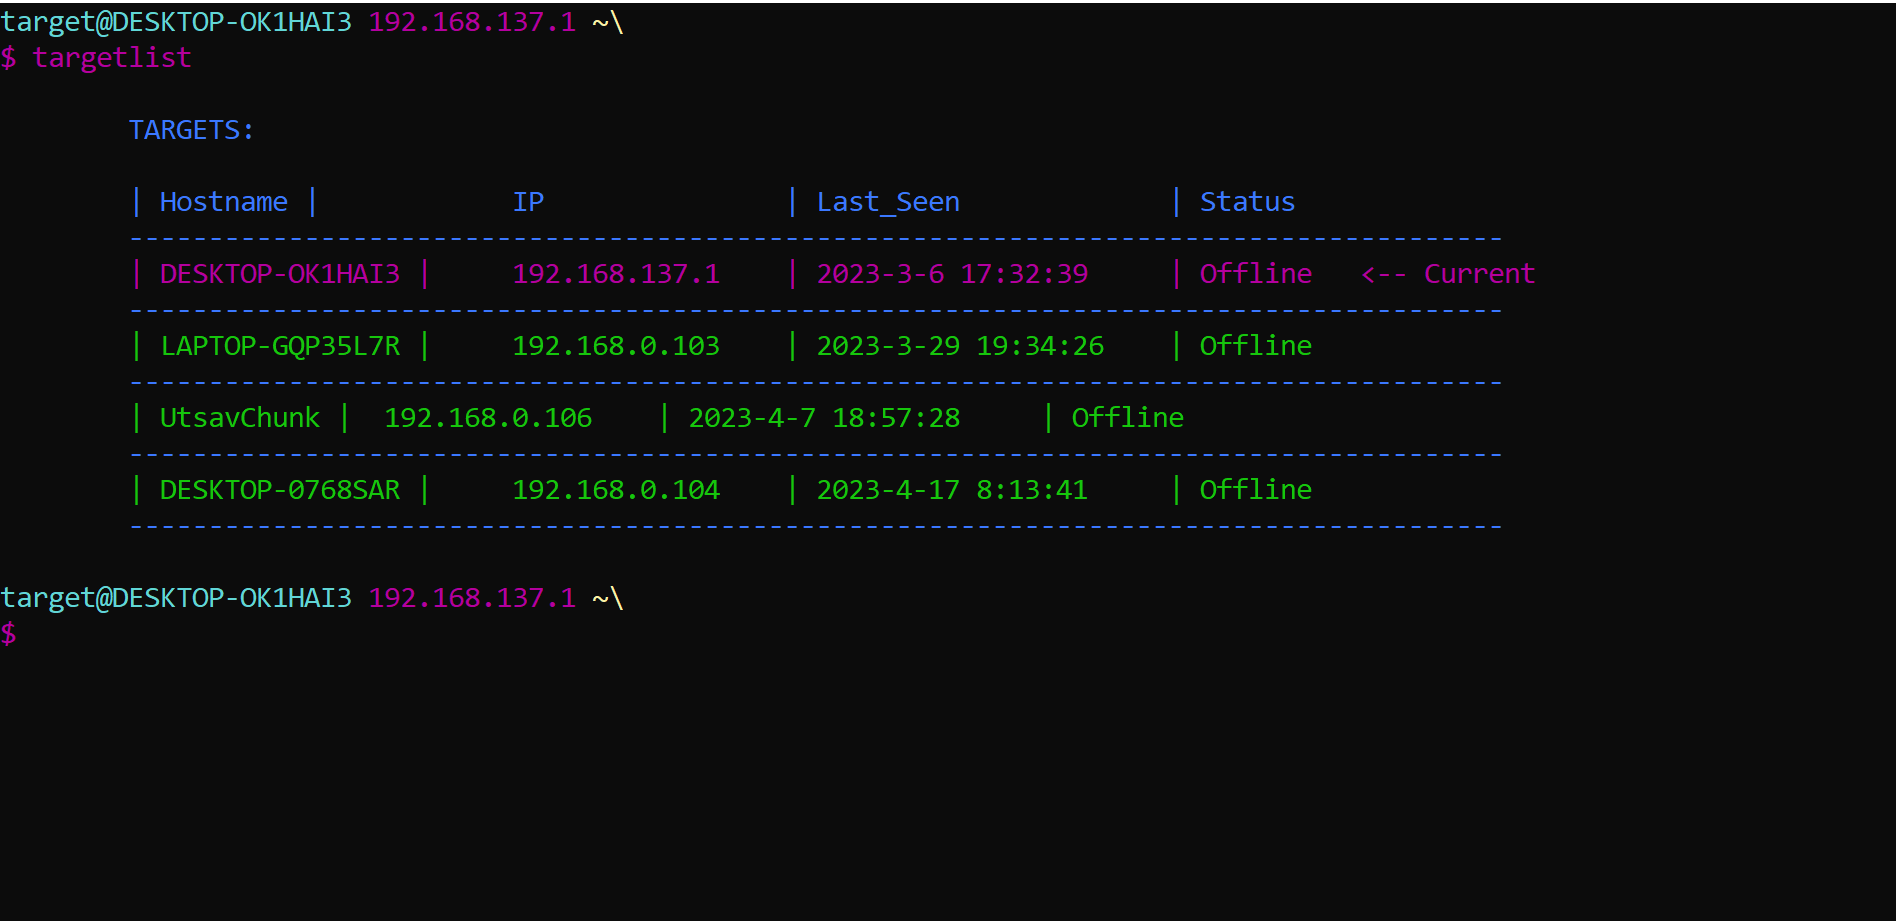 target@DESKTOP-OK1HAI3 192.168.137.1 ~\
$ targetlist
TARGETS:
| Hostname | IP | Last_Seen | Status
--------------------------------------------------------------------------------------
| DESKTOP-OK1HAI3 | 192.168.137.1 | 2023-3-6 17:32:39 | Offline <-- Current
--------------------------------------------------------------------------------------
| LAPTOP-GQP35L7R | 192.168.0.103 | 2023-3-29 19:34:26 | Offline
--------------------------------------------------------------------------------------
| UtsavChunk | 192.168.0.106 | 2023-4-7 18:57:28 | Offline
--------------------------------------------------------------------------------------
| DESKTOP-0768SAR | 192.168.0.104 | 2023-4-17 8:13:41 | Offline
--------------------------------------------------------------------------------------
target@DESKTOP-OK1HAI3 192.168.137.1 ~\
$